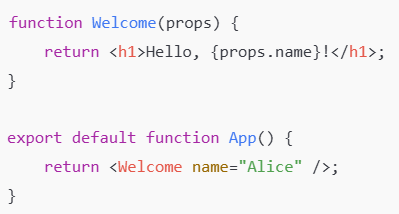 function Welcome(props) {
    return <h1>Hello, {props.name}!</h1>;
}

export default function App() {
    return <Welcome name="Alice" />;
}